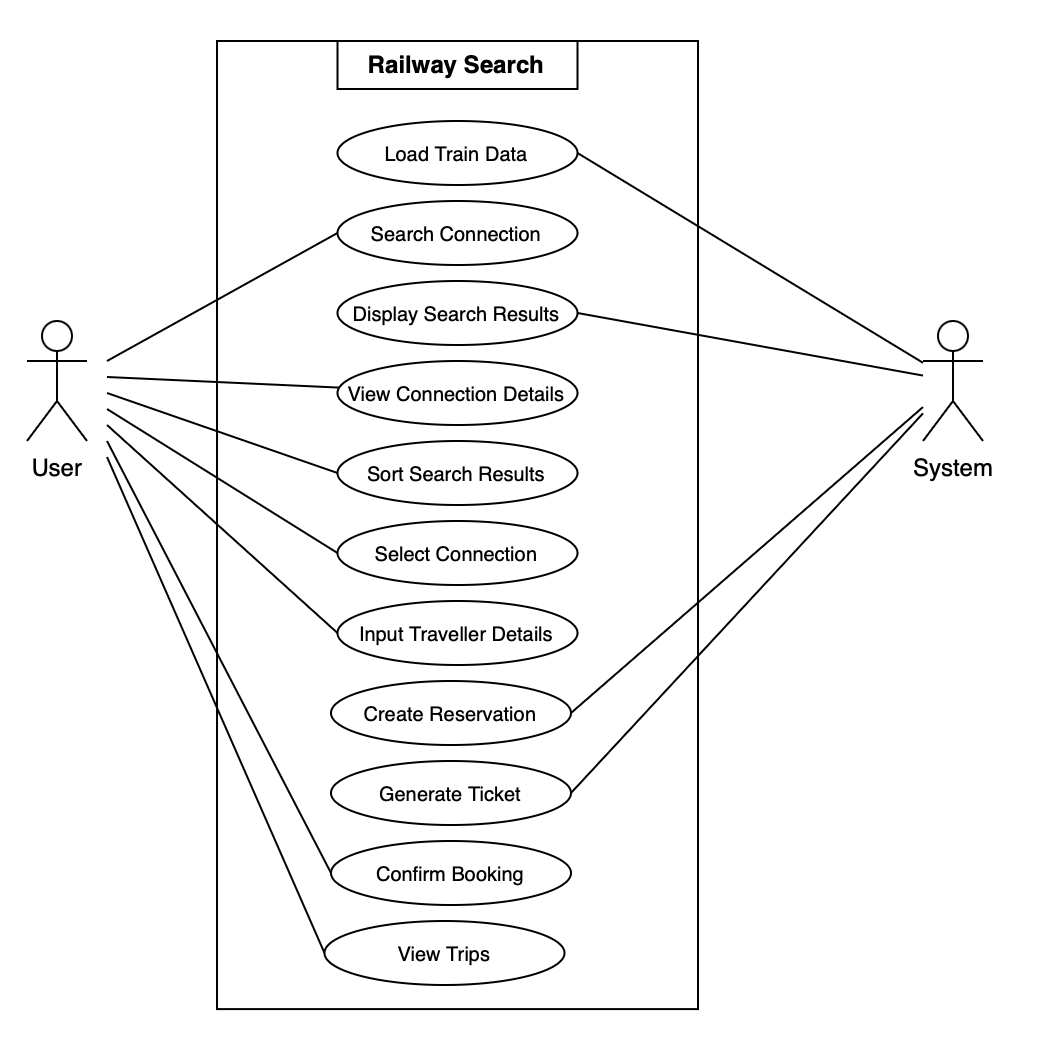 Railway Search
Load Train Data
Search Connection
Display Search Results
View Connection Details
Sort Search Results
Select Connection
Input Traveller Details
Create Reservation
Generate Ticket
Confirm Booking
View Trips
User
System